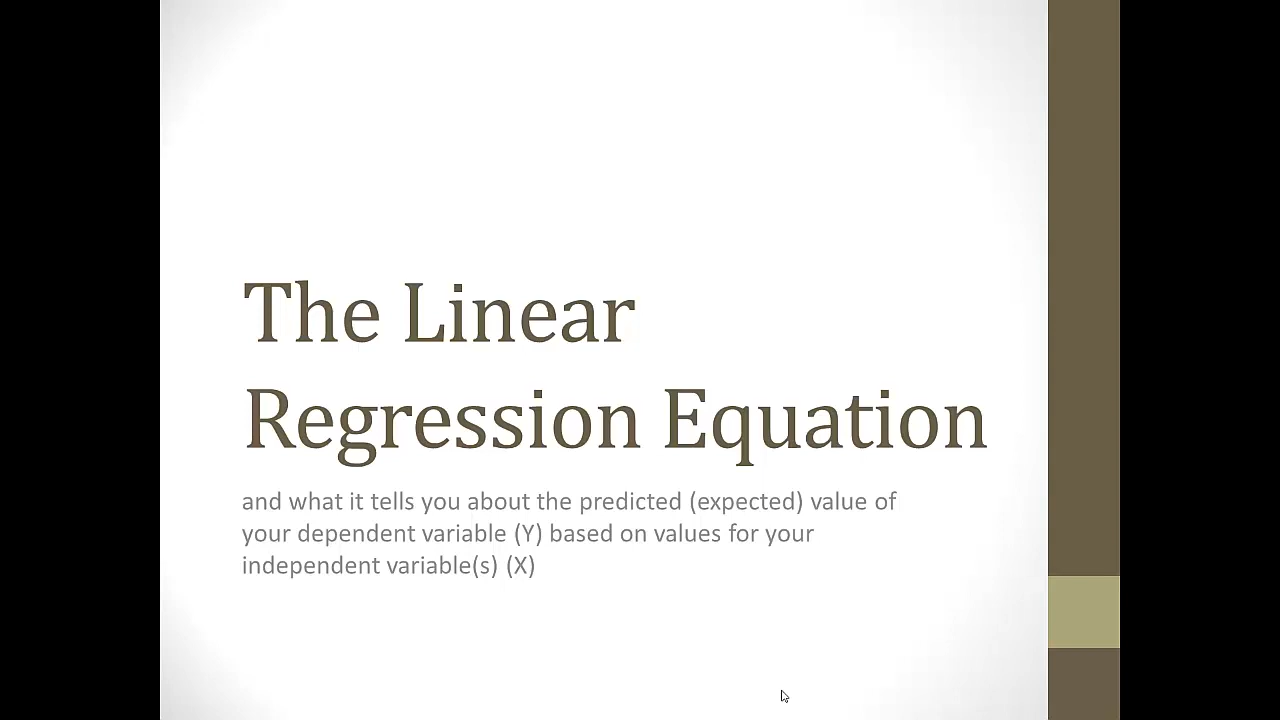 The Linear
Regression Equation
and what it tells you about the predicted (expected) value of
your dependent variable (Y) based on values for your
independent variable(s) (X)